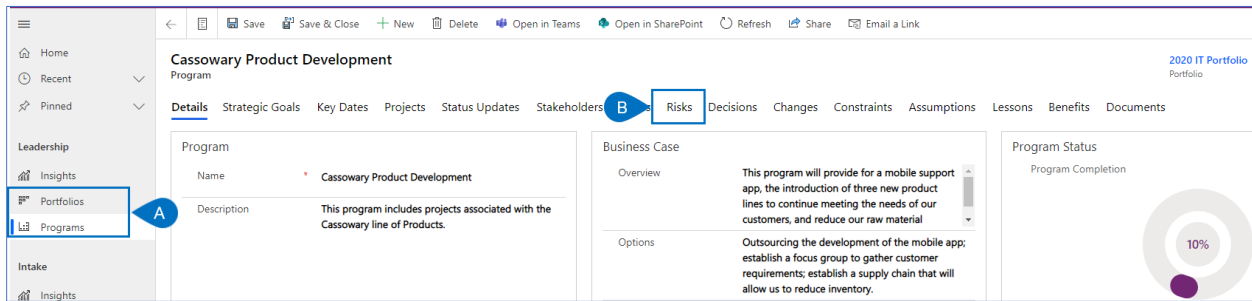 Save
Save & Close
New
Delete
Open in Teams
Open in SharePoint
Refresh
Share
Email a Link
Home
Recent
Pinned
Leadership
Insights
Portfolios
Programs
Intake
Insights
A
Cassowary Product Development
Program
2020 IT Portfolio
Portfolio
Details Strategic Goals Key Dates Projects Status Updates Stakeholders B Risks Decisions Changes Constraints Assumptions Lessons Benefits Documents
Program
Name * Cassowary Product Development
Description This program includes projects associated with the
Cassowary line of Products.
Business Case
Overview This program will provide for a mobile support
app, the introduction of three new product
lines to continue meeting the needs of our
customers, and reduce our raw material
Options Outsourcing the development of the mobile app;
establish a focus group to gather customer
requirements; establish a supply chain that will
allow us to reduce inventory.
Program Status
Program Completion
10%